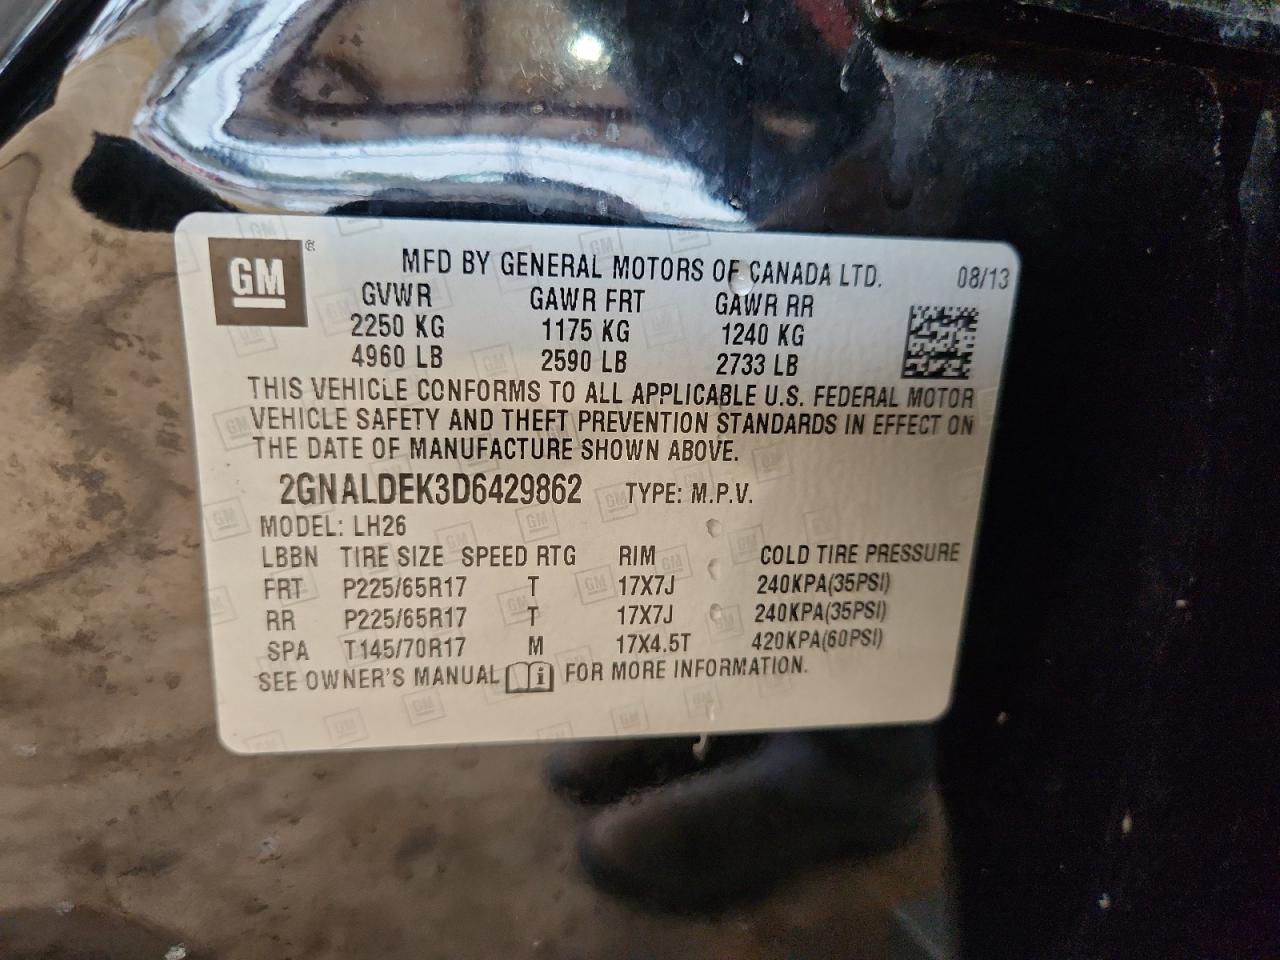 GM ®
MFD BY GENERAL MOTORS OF CANADA LTD. 08/13
GVWR GAWR FRT GAWR RR
2250 KG 1175 KG 1240 KG
4960 LB 2590 LB 2733 LB
THIS VEHICLE CONFORMS TO ALL APPLICABLE U.S. FEDERAL MOTOR
VEHICLE SAFETY AND THEFT PREVENTION STANDARDS IN EFFECT ON
THE DATE OF MANUFACTURE SHOWN ABOVE.
2GNALDEK3D6429862 TYPE: M.P.V.
MODEL: LH26
LBBN TIRE SIZE SPEED RTG RIM COLD TIRE PRESSURE
FRT P225/65R17 T 17X7J 240KPA(35PSI)
RR P225/65R17 T 17X7J 240KPA(35PSI)
SPA T145/70R17 M 17X4.5T 420KPA(60PSI)
SEE OWNER'S MANUAL i FOR MORE INFORMATION.